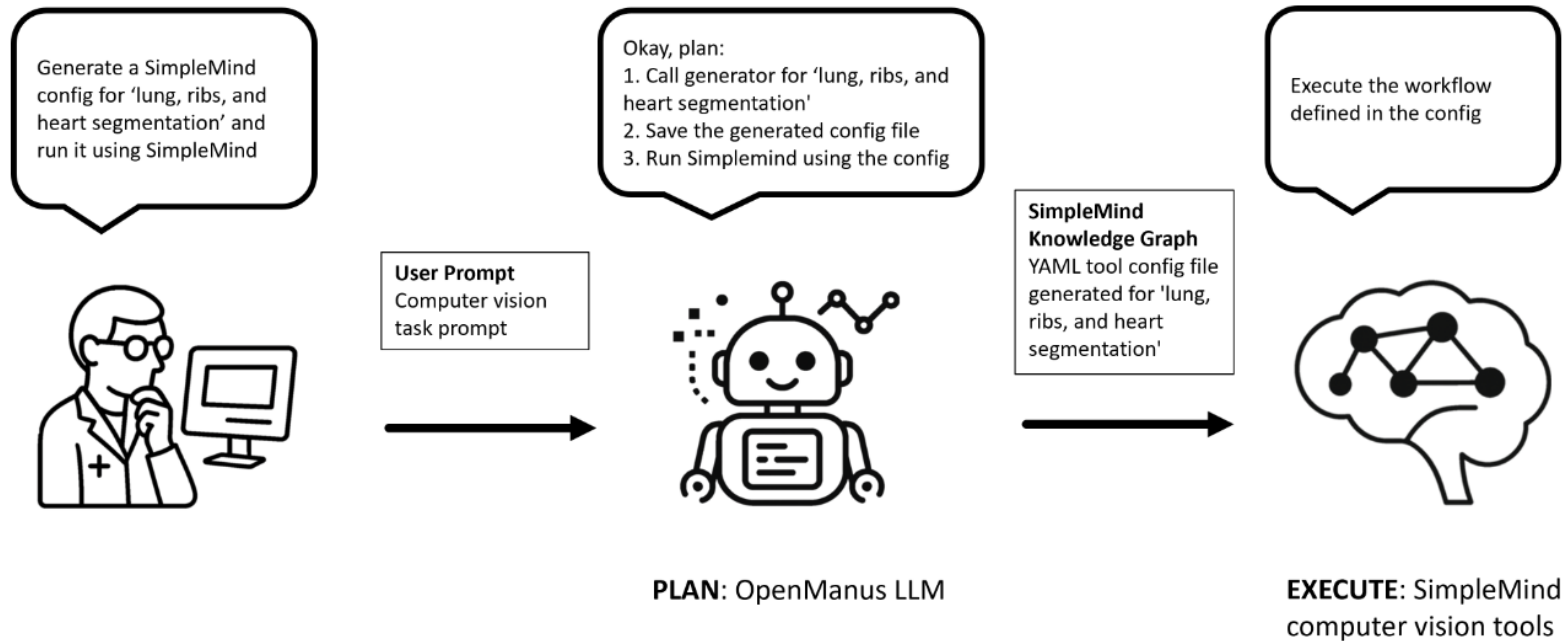 Generate a SimpleMind
config for ‘lung, ribs, and
heart segmentation’ and
run it using SimpleMind
User Prompt
Computer vision
task prompt
Okay, plan:
1. Call generator for ‘lung, ribs, and
heart segmentation'
2. Save the generated config file
3. Run Simplemind using the config
SimpleMind
Knowledge Graph
YAML tool config file
generated for 'lung,
ribs, and heart
segmentation'
Execute the workflow
defined in the config
PLAN: OpenManus LLM
EXECUTE: SimpleMind
computer vision tools